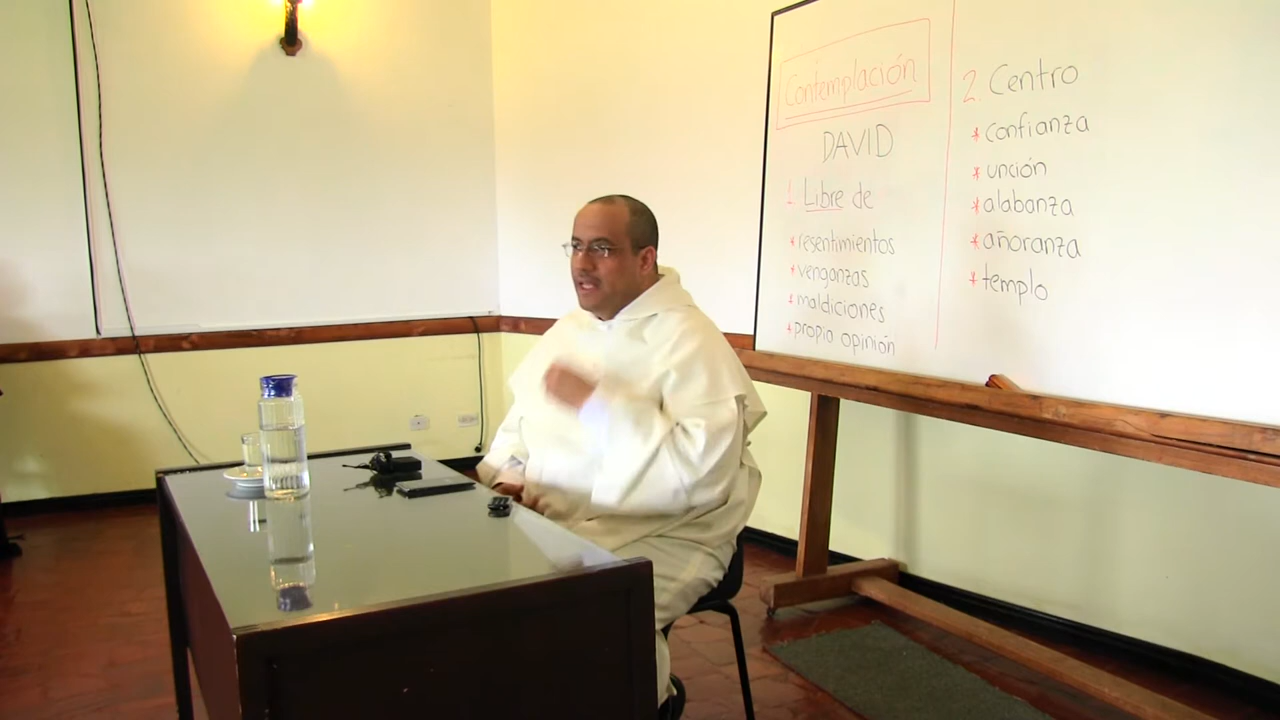 Contemplación
DAVID
1. Libre de
* resentimientos
* venganzas
* maldiciones
* propia opinión
2. Centro
* confianza
* unción
* alabanza
* añoranza
* templo